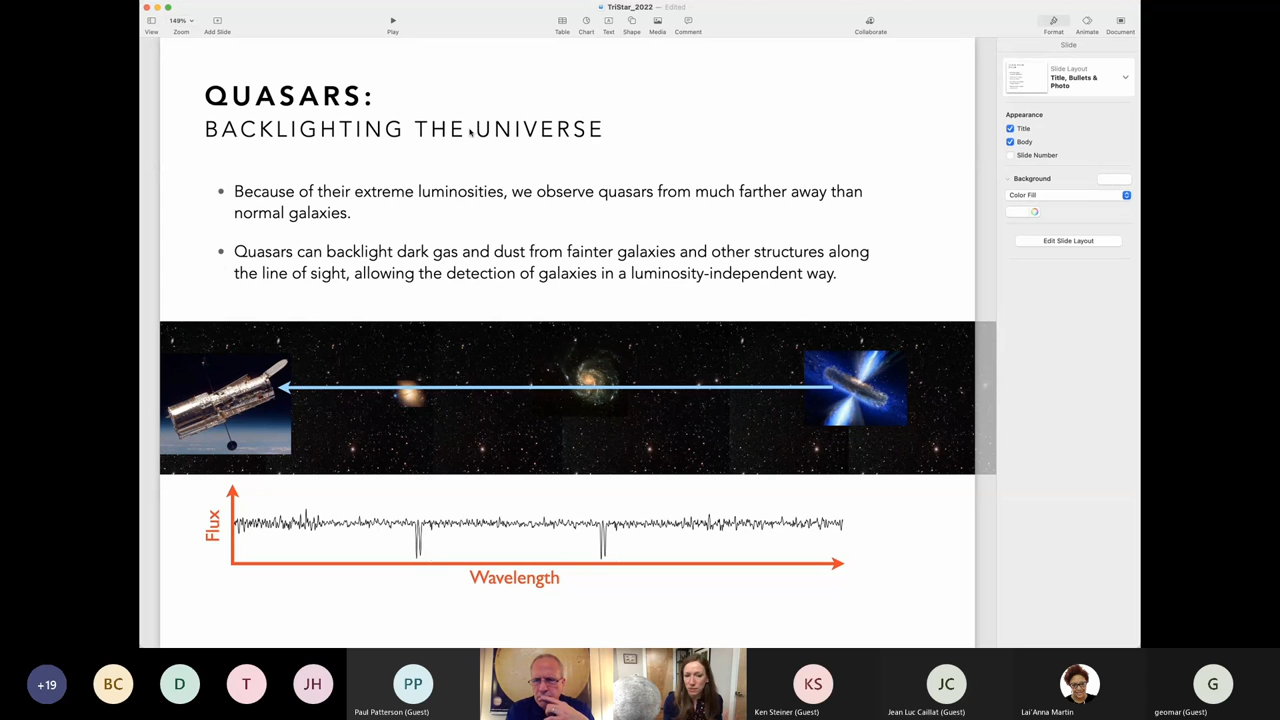 TriStar_2022 — Edited
149%
View
Zoom
Add Slide
Play
Table
Chart
Text
Shape
Media
Comment
Collaborate
Format
Animate
Document
Slide
Slide Layout
Title, Bullets &
Photo
Appearance
Title
Body
Slide Number
Background
Color Fill
Edit Slide Layout
QUASARS:
BACKLIGHTING THE UNIVERSE
• Because of their extreme luminosities, we observe quasars from much farther away than
normal galaxies.
• Quasars can backlight dark gas and dust from fainter galaxies and other structures along
the line of sight, allowing the detection of galaxies in a luminosity-independent way.
Flux
Wavelength
+19
BC
D
T
JH
PP
KS
JC
G
Paul Patterson (Guest)
Ken Steiner (Guest)
Jean Luc Caillat (Guest)
Lai'Anna Martin
geomar (Guest)